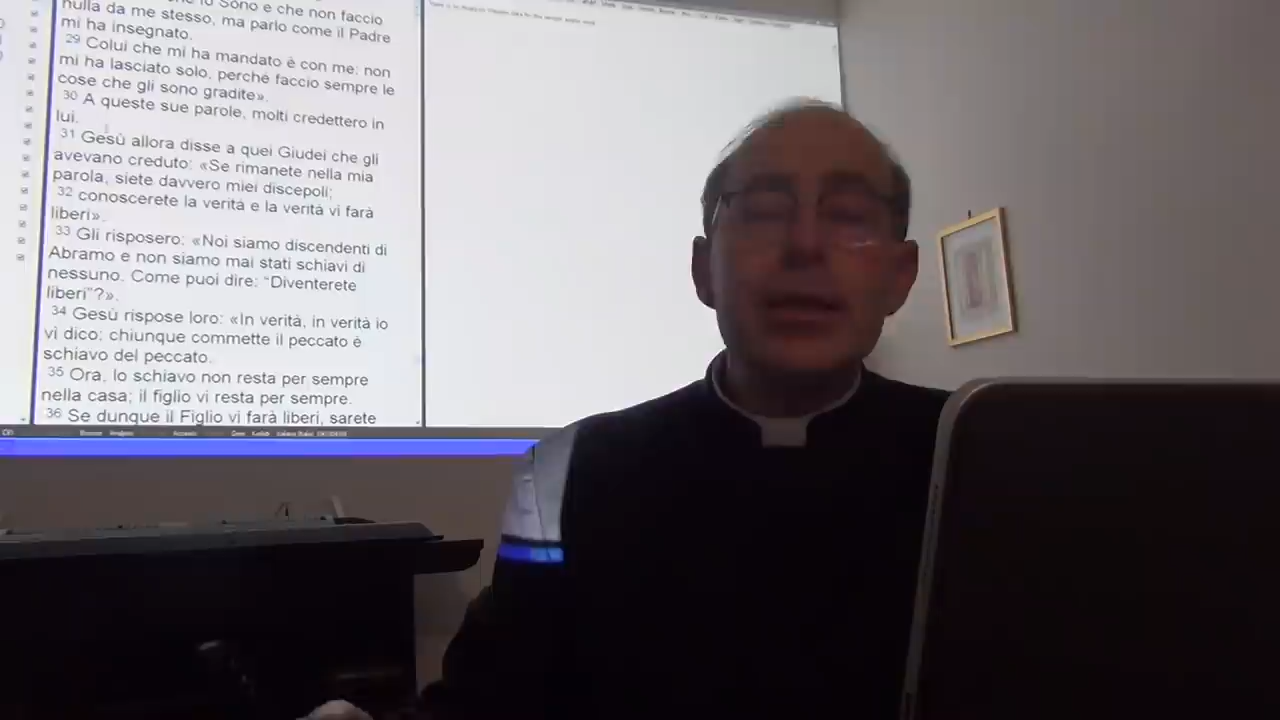 Sono e che non faccio
nulla da me stesso, ma parlo come il Padre
mi ha insegnato.
29 Colui che mi ha mandato è con me: non
mi ha lasciato solo, perché faccio sempre le
cose che gli sono gradite».
30 A queste sue parole, molti credettero in
lui.
31 Gesù allora disse a quei Giudei che gli
avevano creduto: «Se rimanete nella mia
parola, siete davvero miei discepoli;
32 conoscerete la verità e la verità vi farà
liberi».
33 Gli risposero: «Noi siamo discendenti di
Abramo e non siamo mai stati schiavi di
nessuno. Come puoi dire: “Diventerete
liberi”?».
34 Gesù rispose loro: «In verità, in verità io
vi dico: chiunque commette il peccato è
schiavo del peccato.
35 Ora, lo schiavo non resta per sempre
nella casa; il figlio vi resta per sempre.
36 Se dunque il Figlio vi farà liberi, sarete